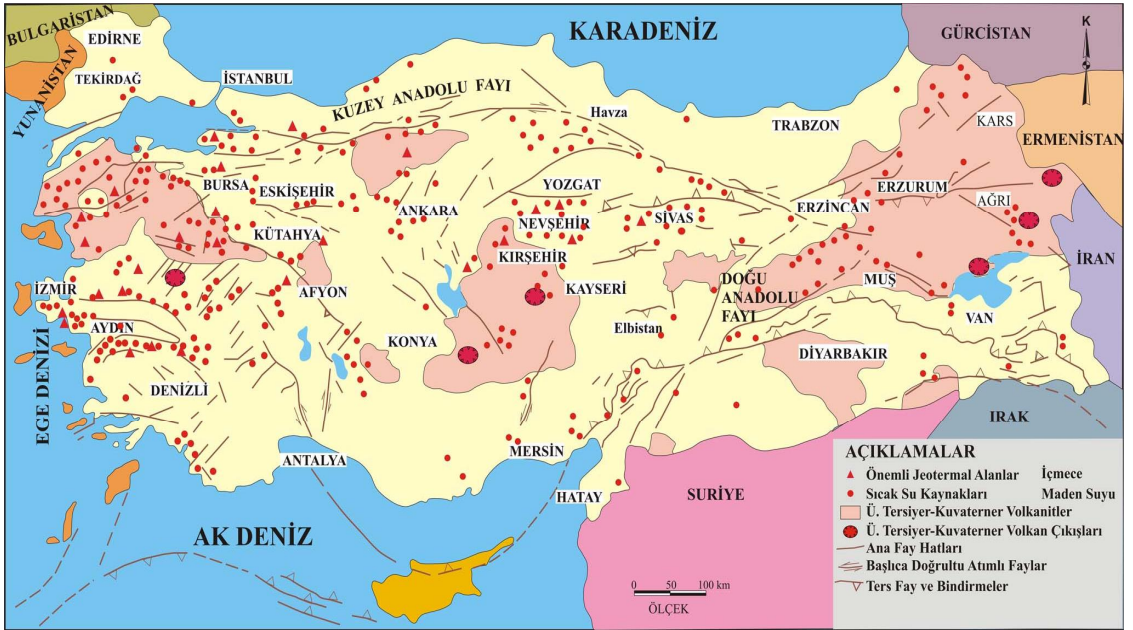 BULGARİSTAN
EDİRNE
KARADENİZ
GÜRCİSTAN
K
YUNANİSTAN
TEKİRDAĞ
İSTANBUL
KUZEY ANADOLU FAYI
Havza
TRABZON
KARS
ERMENİSTAN
BURSA
ESKİŞEHİR
ANKARA
YOZGAT
NEVŞEHİR
SİVAS
ERZİNCAN
ERZURUM
AĞRI
KÜTAHYA
KIRŞEHİR
KAYSERİ
DOĞU
ANADOLU
FAYI
MUŞ
İRAN
İZMİR
AFYON
VAN
AYDIN
KONYA
Elbistan
DİYARBAKIR
EGE DENİZİ
DENİZLİ
ANTALYA
MERSİN
HATAY
IRAK
SURİYE
AK DENİZ
AÇIKLAMALAR
Önemli Jeotermal Alanlar İçmece
Sıcak Su Kaynakları Maden Suyu
Ü. Tersiyer-Kuvaterner Volkanitler
Ü. Tersiyer-Kuvaterner Volkan Çıkışları
Ana Fay Hatları
Başlıca Doğrultu Atımlı Faylar
Ters Fay ve Bindirmeler
0 50 100 km
ÖLÇEK